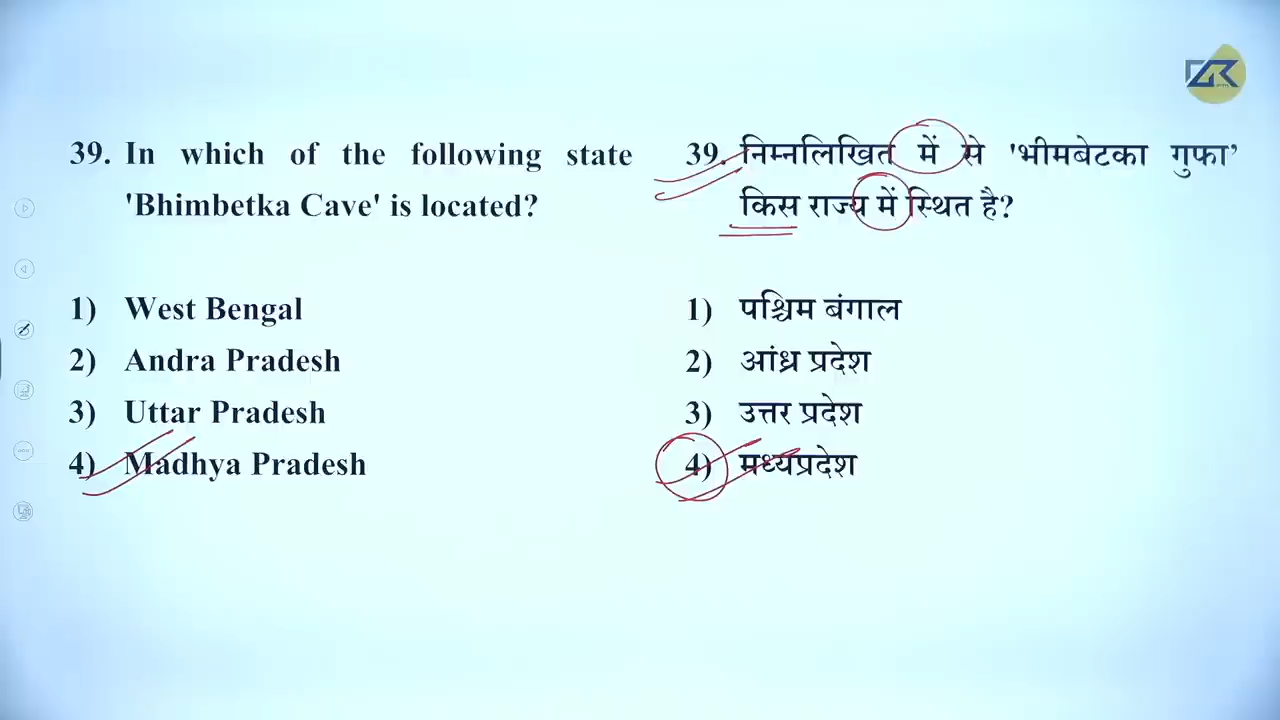 39. In which of the following state
'Bhimbetka Cave' is located?
1) West Bengal
2) Andra Pradesh
3) Uttar Pradesh
4) Madhya Pradesh
39. निम्नलिखित में से 'भीमबेटका गुफा'
किस राज्य में स्थित है?
1) पश्चिम बंगाल
2) आंध्र प्रदेश
3) उत्तर प्रदेश
4) मध्यप्रदेश